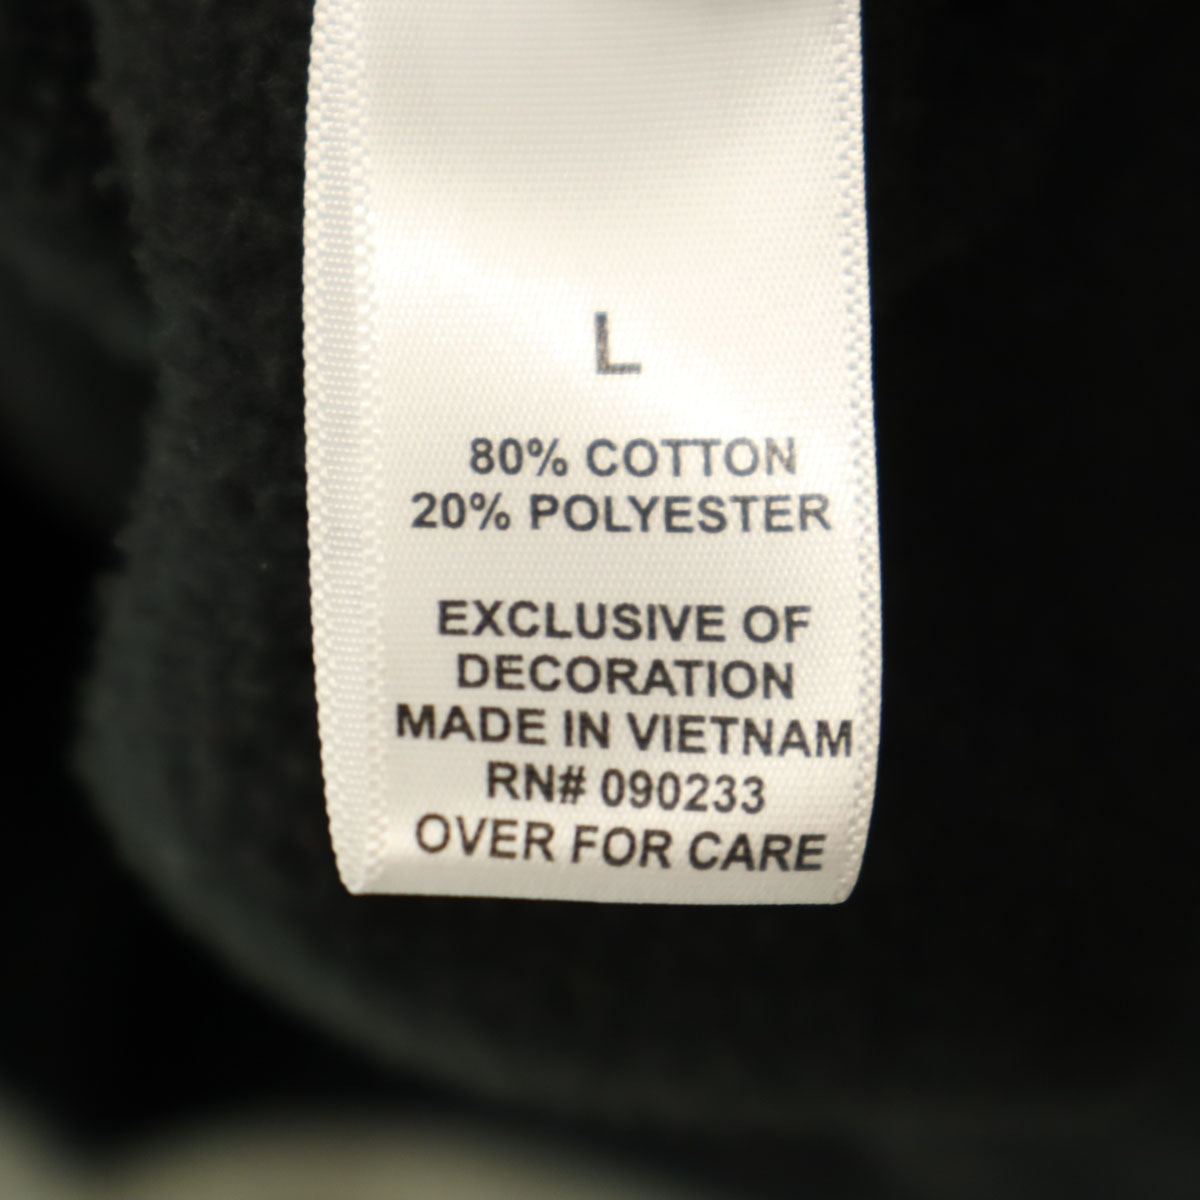 L
80% COTTON
20% POLYESTER
EXCLUSIVE OF
DECORATION
MADE IN VIETNAM
RN# 090233
OVER FOR CARE